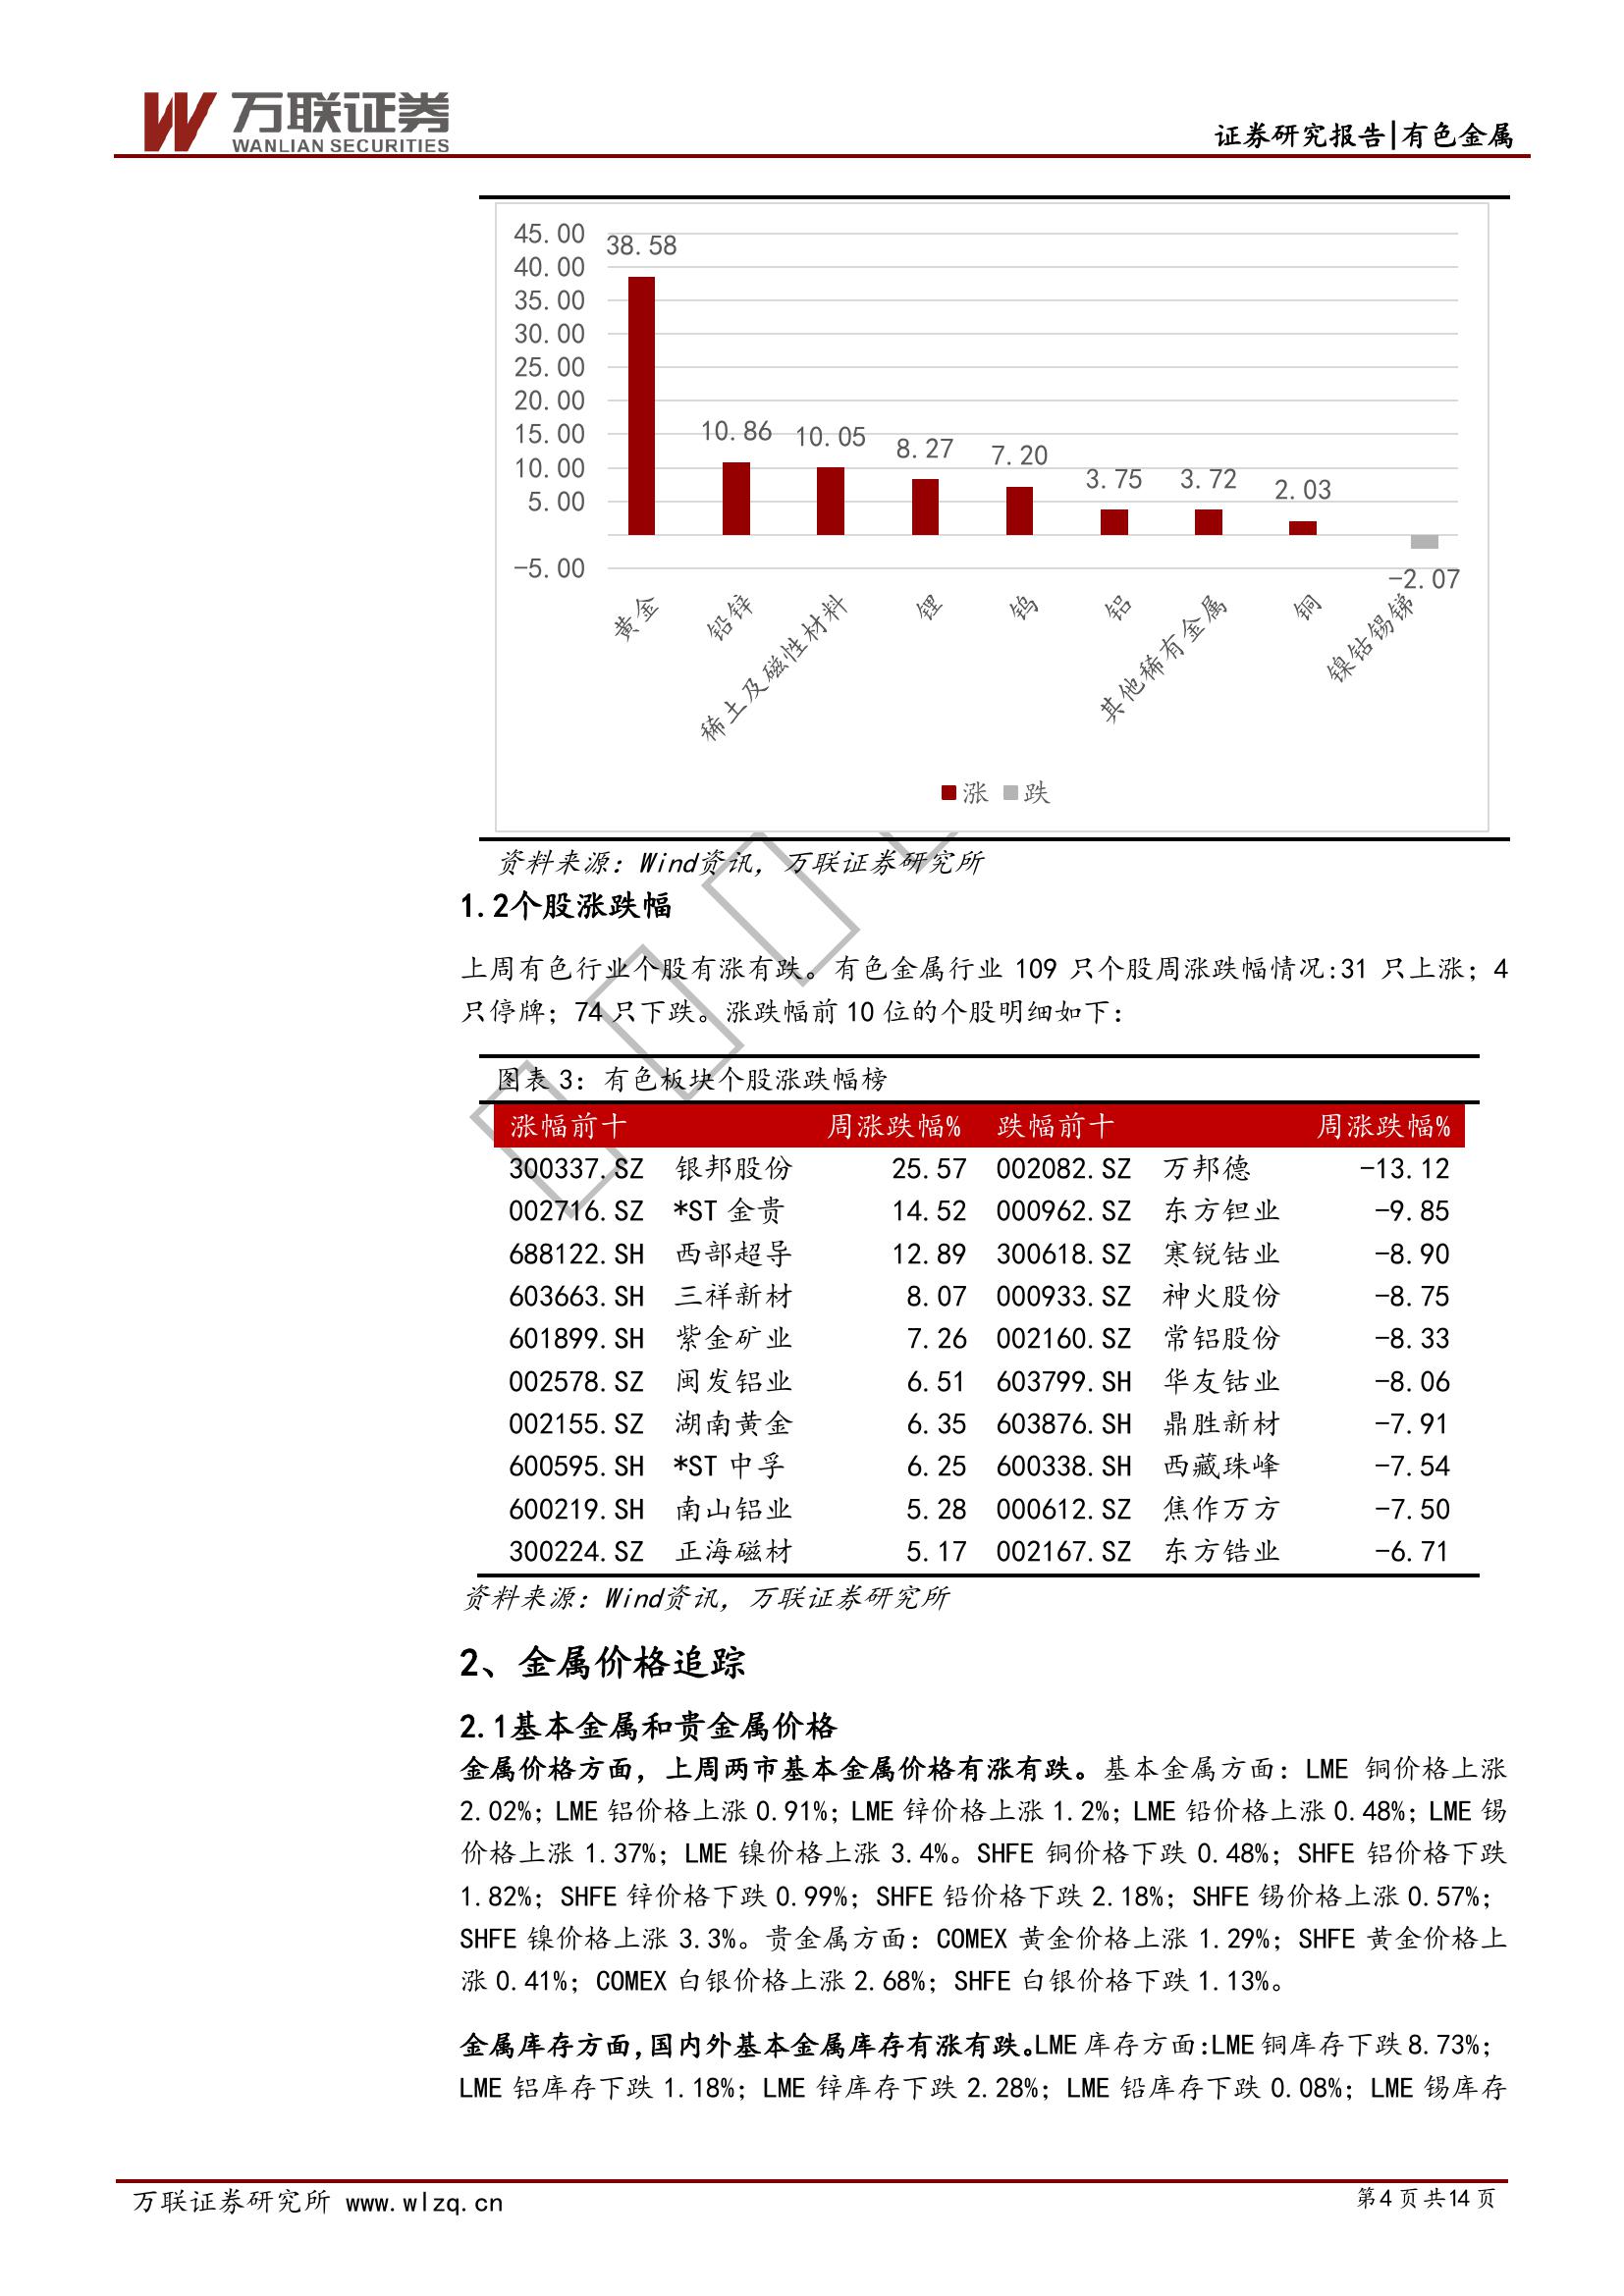 万联证券
WANLIAN SECURITIES
证券研究报告|有色金属
45.00
40.00
35.00
30.00
25.00
20.00
15.00
10.00
5.00
-5.00
38.58
10.86
10.05
8.27
7.20
3.75
3.72
2.03
-2.07
黄金
铅锌
稀土及磁性材料
锂
钨
铝
其他稀有金属
铜
镍钴锡锑
涨 跌
资料来源：Wind资讯，万联证券研究所
1.2个股涨跌幅
上周有色行业个股有涨有跌。有色金属行业 109 只个股周涨跌幅情况:31 只上涨；4
只停牌；74 只下跌。涨跌幅前 10 位的个股明细如下：
图表 3：有色板块个股涨跌幅榜
涨幅前十 周涨跌幅% 跌幅前十 周涨跌幅%
300337.SZ 银邦股份 25.57 002082.SZ 万邦德 -13.12
002716.SZ *ST 金贵 14.52 000962.SZ 东方钽业 -9.85
688122.SH 西部超导 12.89 300618.SZ 寒锐钴业 -8.90
603663.SH 三祥新材 8.07 000933.SZ 神火股份 -8.75
601899.SH 紫金矿业 7.26 002160.SZ 常铝股份 -8.33
002578.SZ 闽发铝业 6.51 603799.SH 华友钴业 -8.06
002155.SZ 湖南黄金 6.35 603876.SH 鼎胜新材 -7.91
600595.SH *ST 中孚 6.25 600338.SH 西藏珠峰 -7.54
600219.SH 南山铝业 5.28 000612.SZ 焦作万方 -7.50
300224.SZ 正海磁材 5.17 002167.SZ 东方锆业 -6.71
资料来源：Wind资讯，万联证券研究所
2、金属价格追踪
2.1基本金属和贵金属价格
金属价格方面，上周两市基本金属价格有涨有跌。基本金属方面：LME 铜价格上涨
2.02%；LME 铝价格上涨 0.91%；LME 锌价格上涨 1.2%；LME 铅价格上涨 0.48%；LME 锡
价格上涨 1.37%；LME 镍价格上涨 3.4%。SHFE 铜价格下跌 0.48%；SHFE 铝价格下跌
1.82%；SHFE 锌价格下跌 0.99%；SHFE 铅价格下跌 2.18%；SHFE 锡价格上涨 0.57%；
SHFE 镍价格上涨 3.3%。贵金属方面：COMEX 黄金价格上涨 1.29%；SHFE 黄金价格上
涨 0.41%；COMEX 白银价格上涨 2.68%；SHFE 白银价格下跌 1.13%。
金属库存方面,国内外基本金属库存有涨有跌。LME 库存方面:LME 铜库存下跌 8.73%；
LME 铝库存下跌 1.18%；LME 锌库存下跌 2.28%；LME 铅库存下跌 0.08%；LME 锡库存
万联证券研究所 www.wlzq.cn
第 4 页 共 14 页